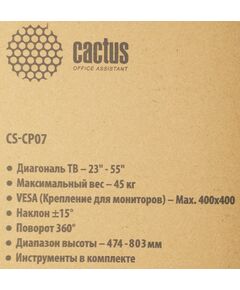 cactus
OFFICE ASSISTANT
CS-CP07
• Диагональ ТВ – 23" - 55"
• Максимальный вес – 45 кг
• VESA (Крепление для мониторов) – Max. 400x400
• Наклон ±15°
• Поворот 360°
• Диапазон высоты – 474 - 803 мм
• Инструменты в комплекте